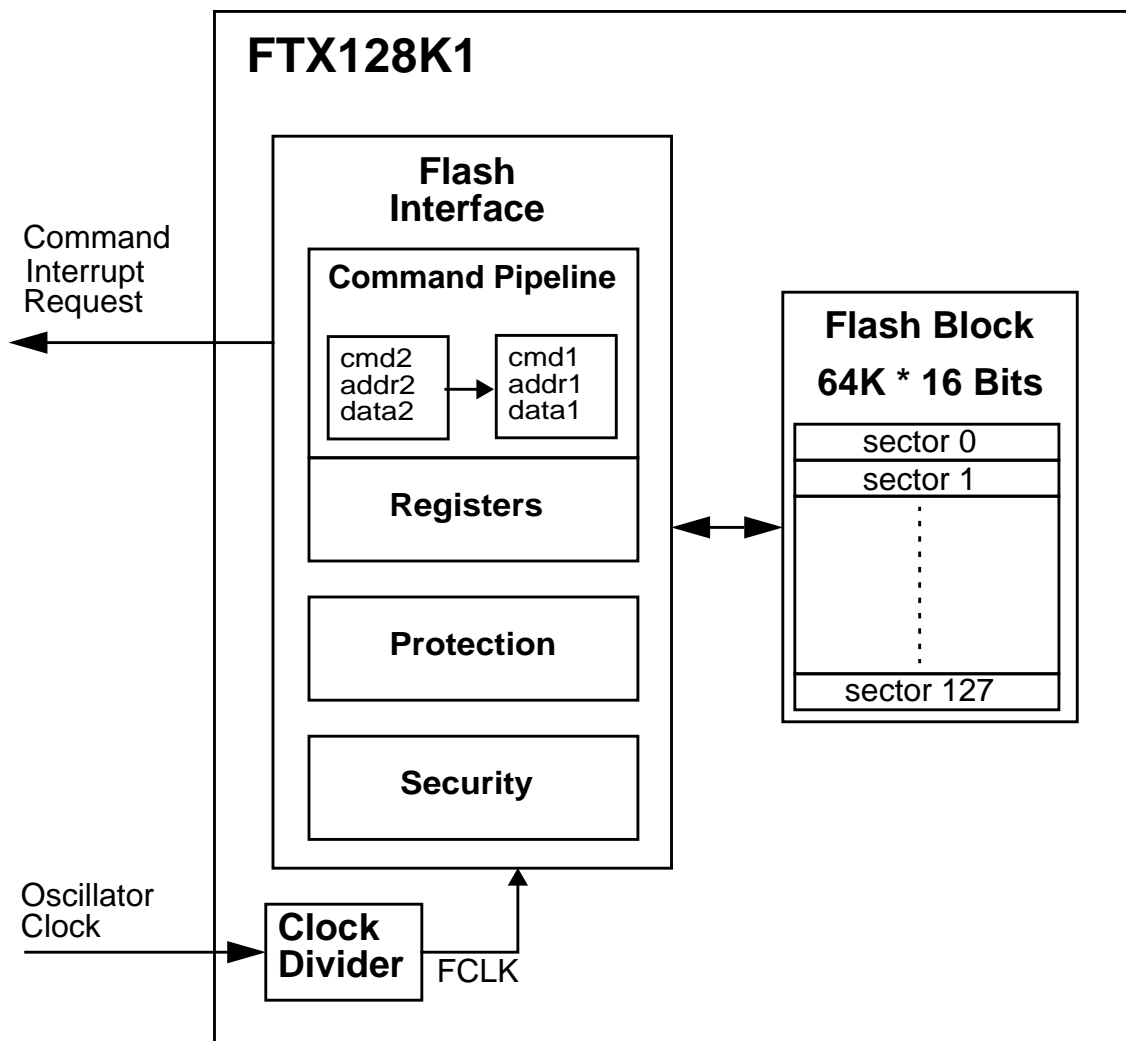 FTX128K1
Flash
Interface
Command
Interrupt
Request
Command Pipeline
cmd2
addr2
data2
cmd1
addr1
data1
Registers
Protection
Security
Flash Block
64K * 16 Bits
sector 0
sector 1
sector 127
Oscillator
Clock
Clock
Divider
FCLK